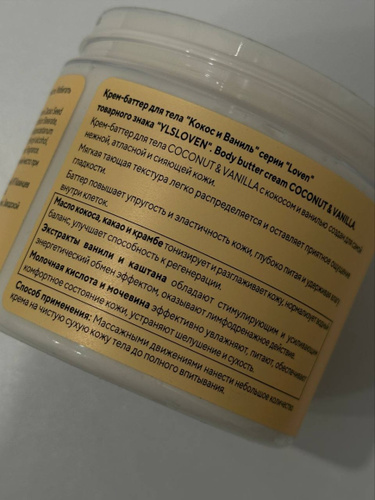 Крем-баттер для тела "Кокос и Ваниль" серии "Loven"
товарного знака "YLSLOVEN". Body butter cream COCONUT & VANILLA
Крем-баттер для тела COCONUT & VANILLA с кокосом и ванилью создан для самой
нежной, атласной и сияющей кожи.
Мягкая тающая текстура легко распределяется и оставляет приятное ощущение
гладкости.
Баттер повышает упругость и эластичность кожи, глубоко питая и удерживая влагу
внутри клеток.
Масло кокоса, какао и крамбе тонизирует и разглаживает кожу, нормализует водный
баланс, улучшает способность к регенерации.
Экстракты ванили и каштана обладают стимулирующим и усиливающим
энергетический обмен эффектом, оказывают лимфодренажное действие.
Молочная кислота и мочевина эффективно увлажняют, питают, обеспечивают
комфортное состояние кожи, устраняют шелушение и сухость.
Способ применения: Массажными движениями нанести небольшое количество
крема на чистую сухую кожу тела до полного впитывания.